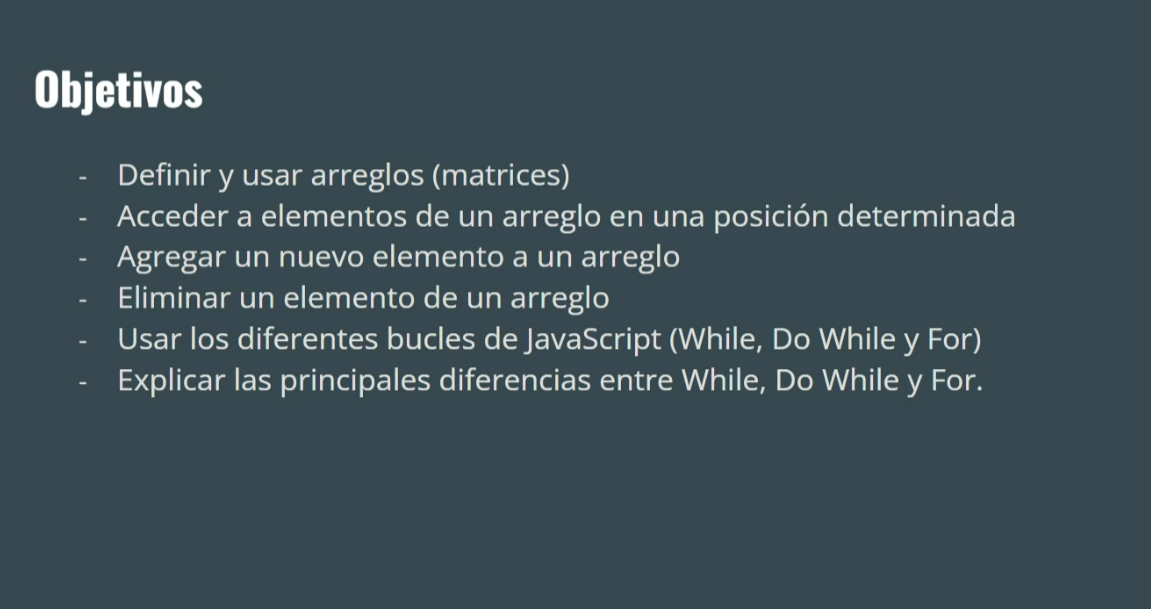 Objetivos
- Definir y usar arreglos (matrices)
- Acceder a elementos de un arreglo en una posición determinada
- Agregar un nuevo elemento a un arreglo
- Eliminar un elemento de un arreglo
- Usar los diferentes bucles de JavaScript (While, Do While y For)
- Explicar las principales diferencias entre While, Do While y For.